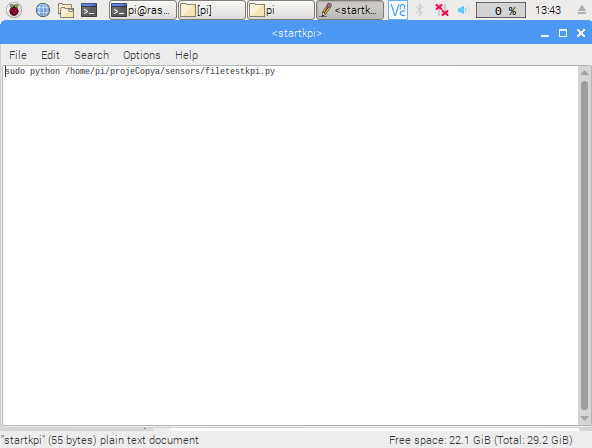 pi@ras...
[pi]
pi
<startk...
V2
0 %
13:43
<startkpi>
File Edit Search Options Help
sudo python /home/pi/projeCopya/sensors/filetestkpi.py
"startkpi" (55 bytes) plain text document
Free space: 22.1 GiB (Total: 29.2 GiB)